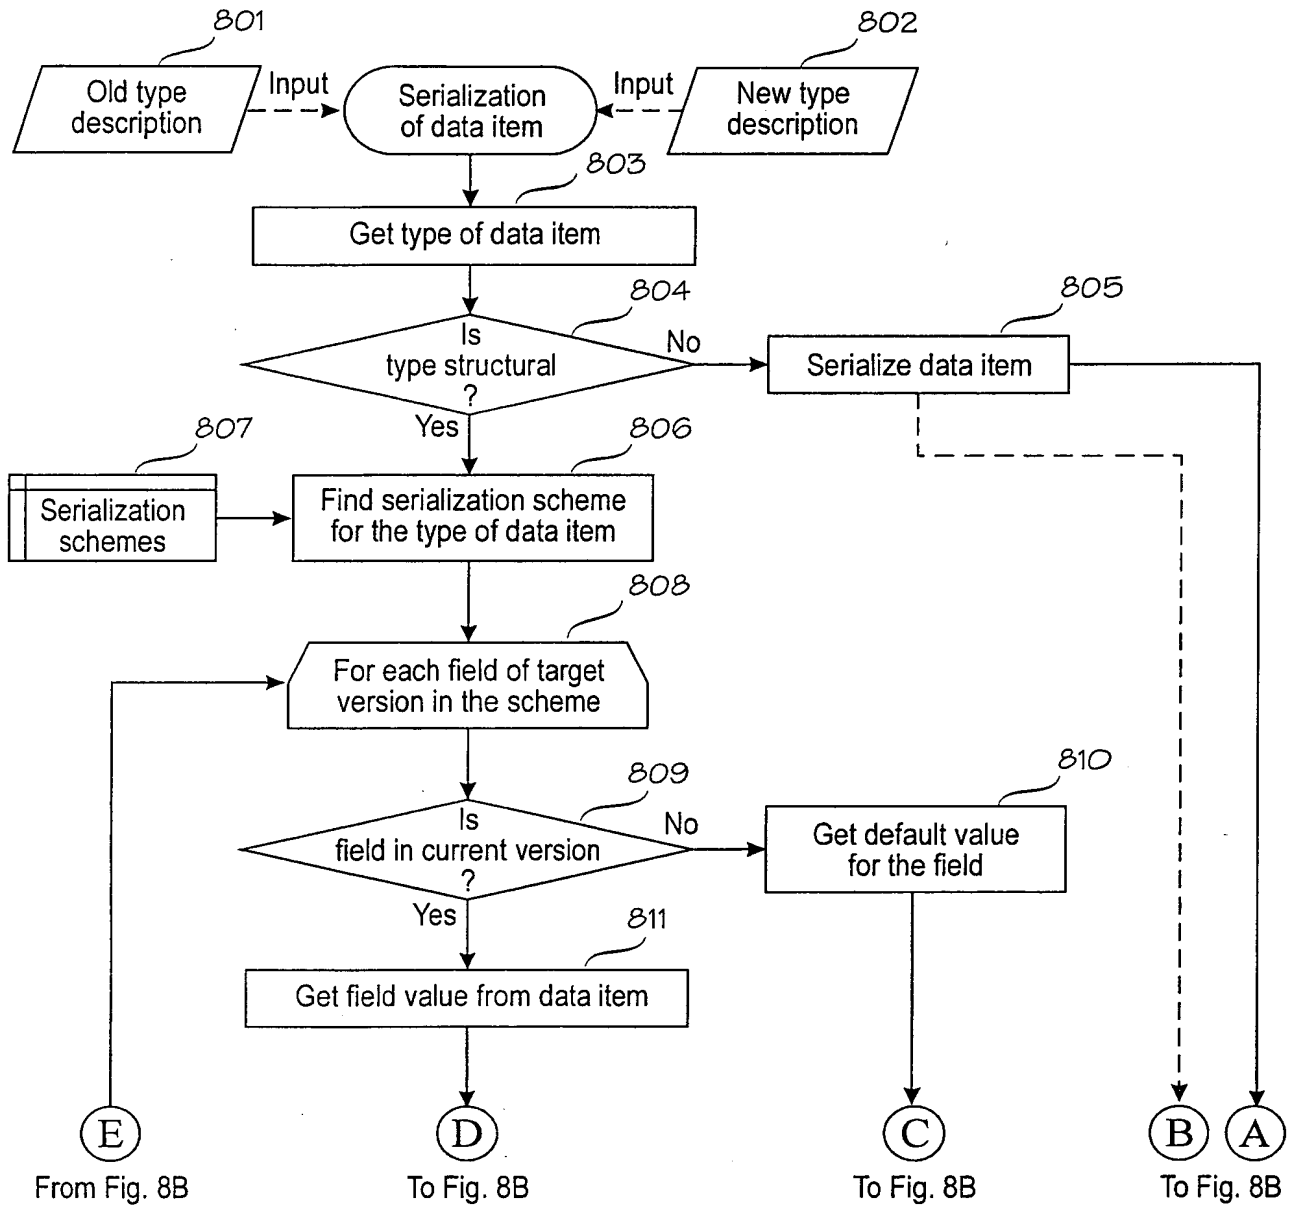 801
802
Old type
description
Input
Serialization
of data item
Input
New type
description
803
Get type of data item
804
Is
type structural
?
No
805
Serialize data item
Yes
807
806
Serialization
schemes
Find serialization scheme
for the type of data item
808
For each field of target
version in the scheme
809
Is
field in current version
?
No
810
Get default value
for the field
Yes
811
Get field value from data item
E
D
C
B
A
From Fig. 8B
To Fig. 8B
To Fig. 8B
To Fig. 8B